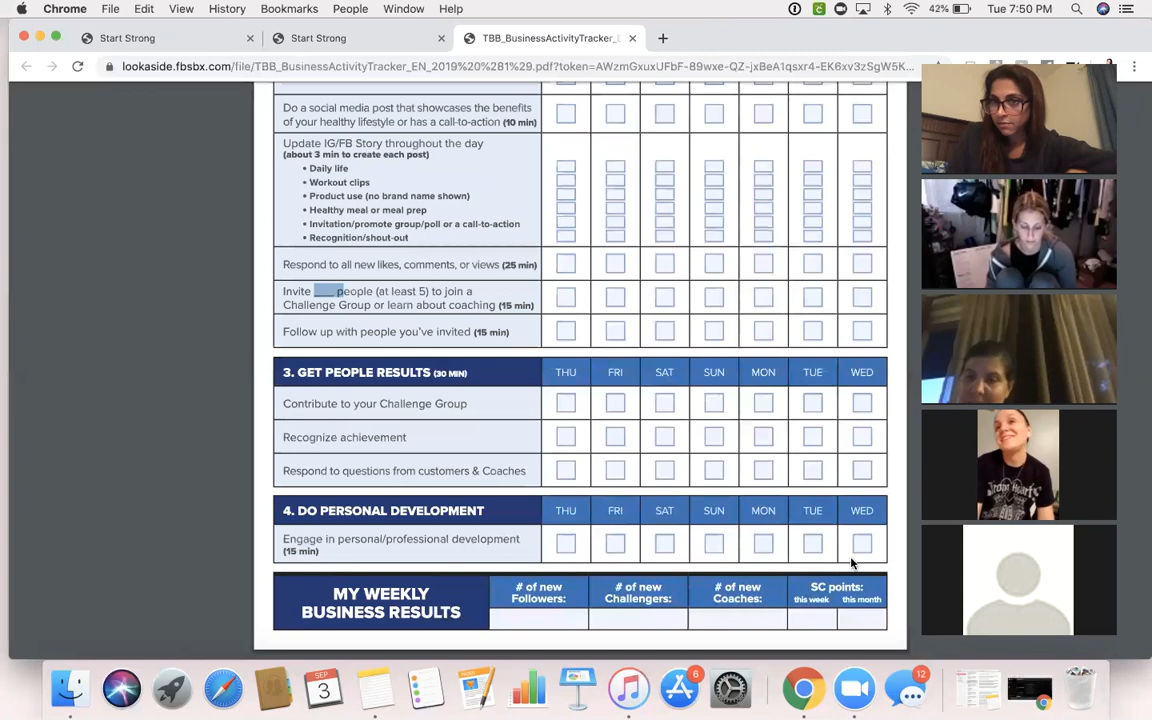 Chrome File Edit View History Bookmarks People Window Help 42% Tue 7:50 PM
Start Strong Start Strong TBB_BusinessActivityTracker_
lookaside.fbsbx.com/file/TBB_BusinessActivityTracker_EN_2019%20%281%29.pdf?token=AWzmGxuxUFbF-89wxe-QZ-jxBeA1qsxr4-EK6xv3zSgW5K...
Do a social media post that showcases the benefits
of your healthy lifestyle or has a call-to-action (10 min)
Update IG/FB Story throughout the day
(about 3 min to create each post)
• Daily life
• Workout clips
• Product use (no brand name shown)
• Healthy meal or meal prep
• Invitation/promote group/poll or a call-to-action
• Recognition/shout-out
Respond to all new likes, comments, or views (25 min)
Invite ____ people (at least 5) to join a
Challenge Group or learn about coaching (15 min)
Follow up with people you've invited (15 min)
3. GET PEOPLE RESULTS (30 MIN) THU FRI SAT SUN MON TUE WED
Contribute to your Challenge Group
Recognize achievement
Respond to questions from customers & Coaches
4. DO PERSONAL DEVELOPMENT THU FRI SAT SUN MON TUE WED
Engage in personal/professional development
(15 min)
MY WEEKLY
BUSINESS RESULTS
# of new
Followers:
# of new
Challengers:
# of new
Coaches:
SC points:
this week this month
SEP
3
6
12